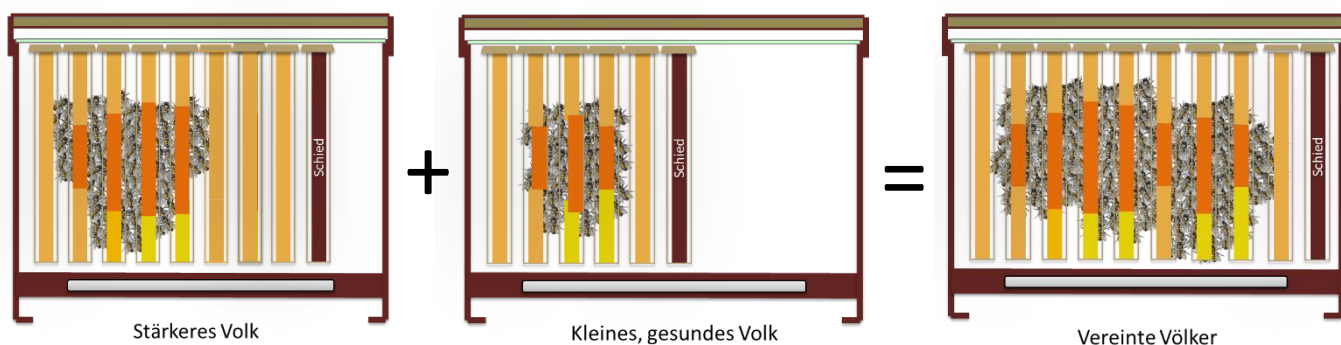 Schied
+
Schied
=
Schied
Stärkeres Volk
Kleines, gesundes Volk
Vereinte Völker